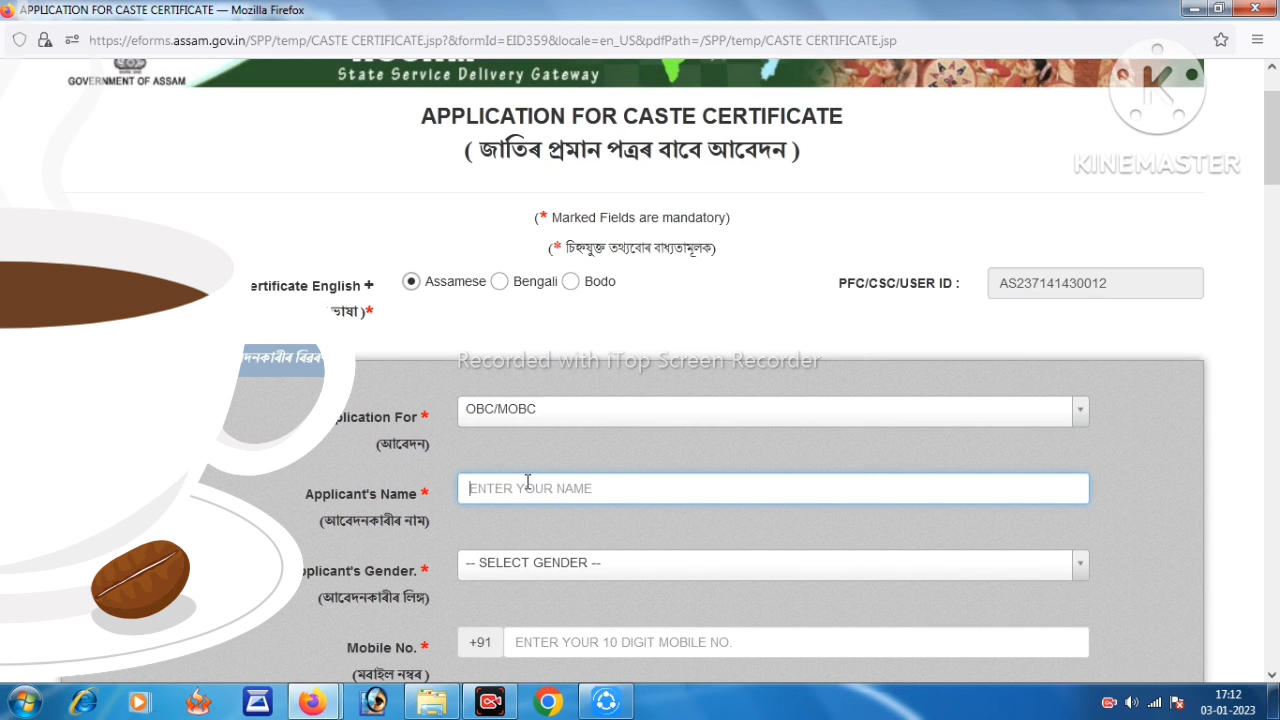 APPLICATION FOR CASTE CERTIFICATE — Mozilla Firefox
https://eforms.assam.gov.in/SPP/temp/CASTE CERTIFICATE.jsp?&formId=EID359&locale=en_US&pdfPath=/SPP/temp/CASTE CERTIFICATE.jsp
GOVERNMENT OF ASSAM
State Service Delivery Gateway
APPLICATION FOR CASTE CERTIFICATE
( জাতিৰ প্ৰমান পত্ৰৰ বাবে আবেদন )
KINEMASTER
(* Marked Fields are mandatory)
(* চিহ্নযুক্ত তথ্যবোৰ বাধ্যতামূলক)
English +
Assamese Bengali Bodo
PFC/CSC/USER ID : AS237141430012
ভাষা )*
Recorded with iTop Screen Recorder
For *
OBC/MOBC
(আবেদন)
Applicant's Name *
ENTER YOUR NAME
(আবেদনকাৰীৰ নাম)
Gender. *
-- SELECT GENDER --
(আবেদনকাৰীৰ লিঙ্গ)
Mobile No. *
+91 ENTER YOUR 10 DIGIT MOBILE NO.
(মবাইল নম্বৰ )
17:12
03-01-2023